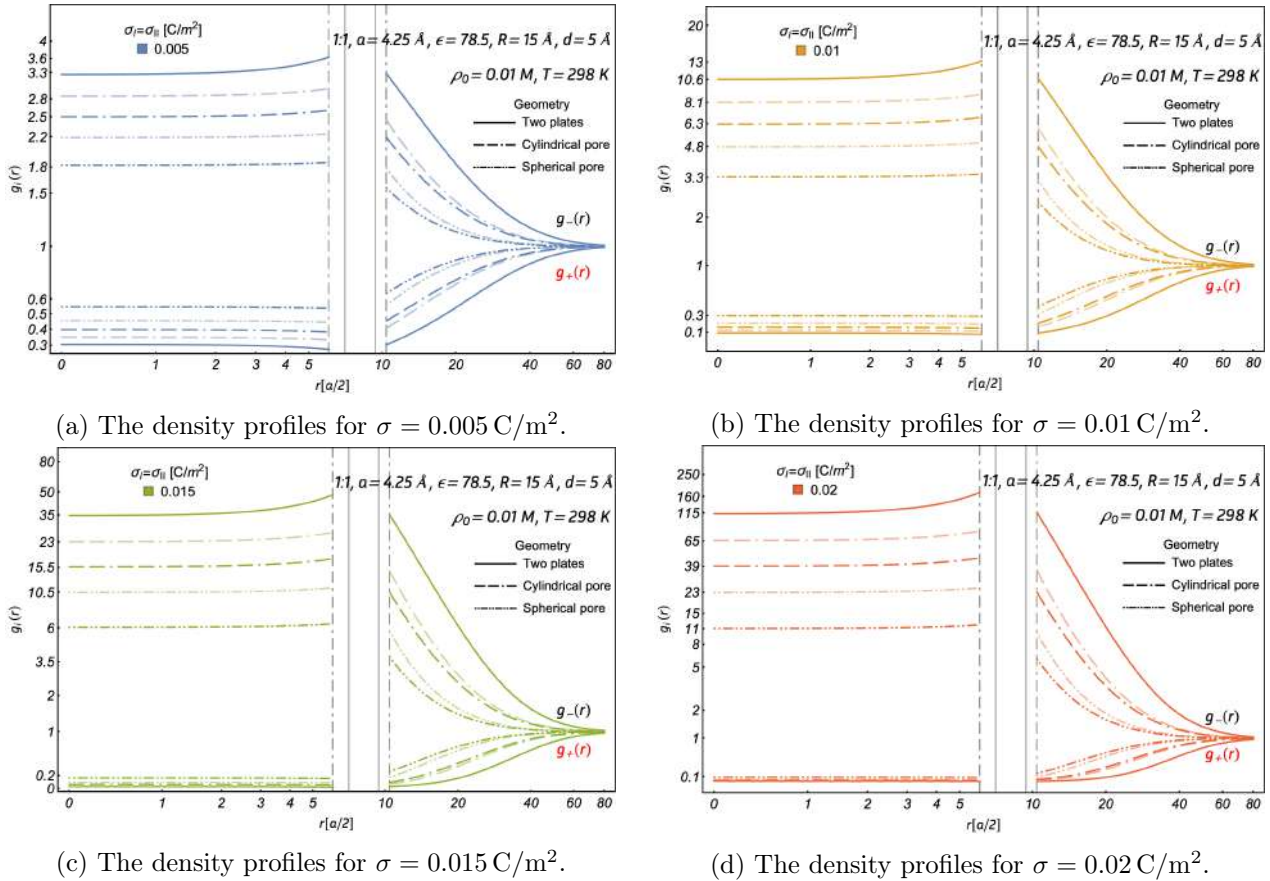 σI=σII [C/m²]
0.005
1:1, a= 4.25 Å , ϵ= 78.5, R= 15 Å, d= 5 Å
ρ0= 0.01 M, T= 298 K
Geometry
Two plates
Cylindrical pore
Spherical pore
g−(r)
g+(r)
gi(r)
4
3.6
3.3
2.8
2.5
2.2
1.8
1.5
1
0.6
0.5
0.4
0.3
0 1 2 3 4 5 10 20 40 60 80
r[a/2]
(a) The density profiles for σ = 0.005 C/m².
σI=σII [C/m²]
0.01
1:1, a= 4.25 Å , ϵ= 78.5, R= 15 Å, d= 5 Å
ρ0= 0.01 M, T= 298 K
Geometry
Two plates
Cylindrical pore
Spherical pore
g−(r)
g+(r)
gi(r)
20
13
10.6
8.1
6.3
4.8
3.3
2
1
0.3
0.1
0 1 2 3 4 5 10 20 40 60 80
r[a/2]
(b) The density profiles for σ = 0.01 C/m².
σI=σII [C/m²]
0.015
1:1, a= 4.25 Å , ϵ= 78.5, R= 15 Å, d= 5 Å
ρ0= 0.01 M, T= 298 K
Geometry
Two plates
Cylindrical pore
Spherical pore
g−(r)
g+(r)
gi(r)
80
50
35
23
15.5
10.5
6
3.5
2
1
0.2
0
0 1 2 3 4 5 10 20 40 60 80
r[a/2]
(c) The density profiles for σ = 0.015 C/m².
σI=σII [C/m²]
0.02
1:1, a= 4.25 Å , ϵ= 78.5, R= 15 Å, d= 5 Å
ρ0= 0.01 M, T= 298 K
Geometry
Two plates
Cylindrical pore
Spherical pore
g−(r)
g+(r)
gi(r)
250
160
115
65
39
23
15
11
8
5
2
1
0.1
0 1 2 3 4 5 10 20 40 60 80
r[a/2]
(d) The density profiles for σ = 0.02 C/m².